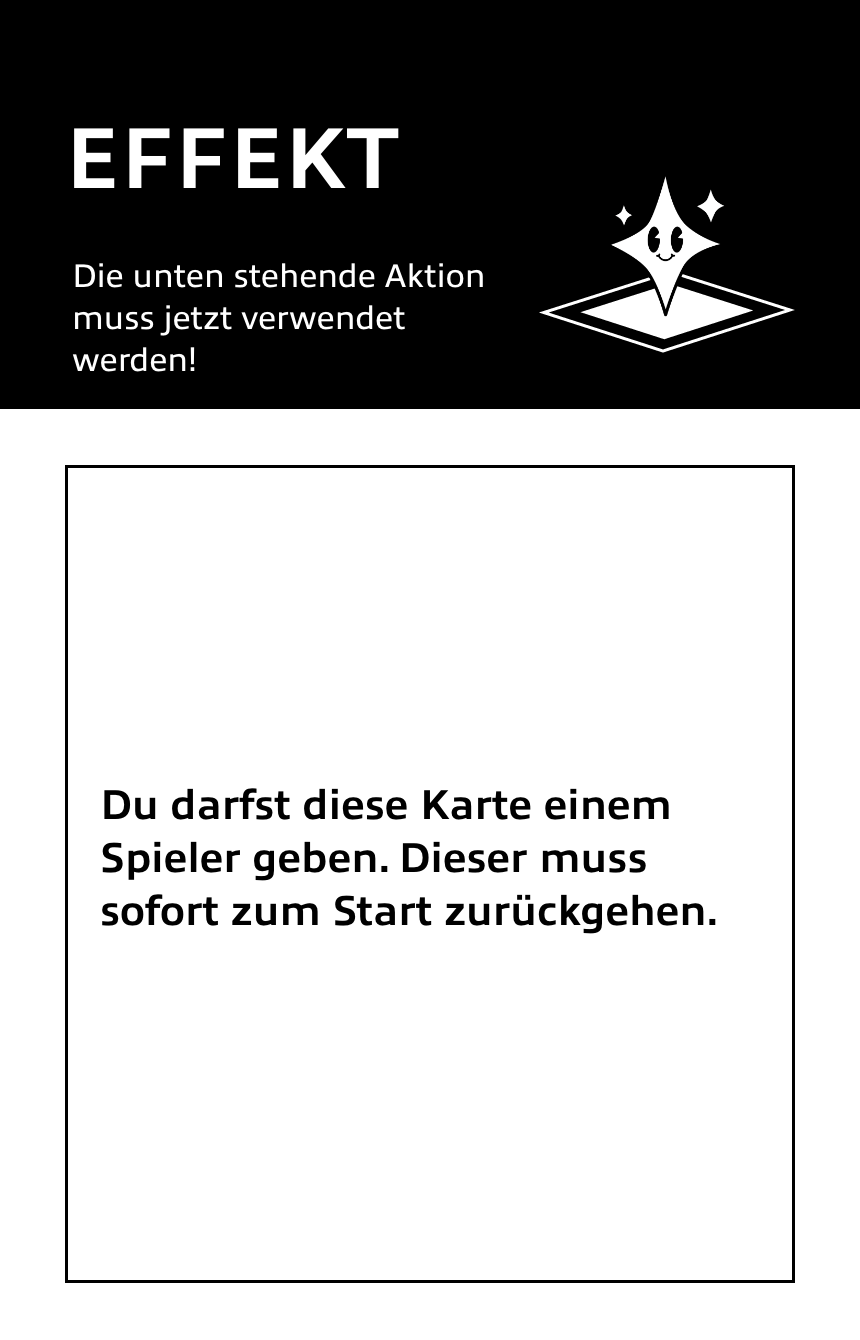 EFFEKT
Die unten stehende Aktion
muss jetzt verwendet
werden!
Du darfst diese Karte einem
Spieler geben. Dieser muss
sofort zum Start zurückgehen.